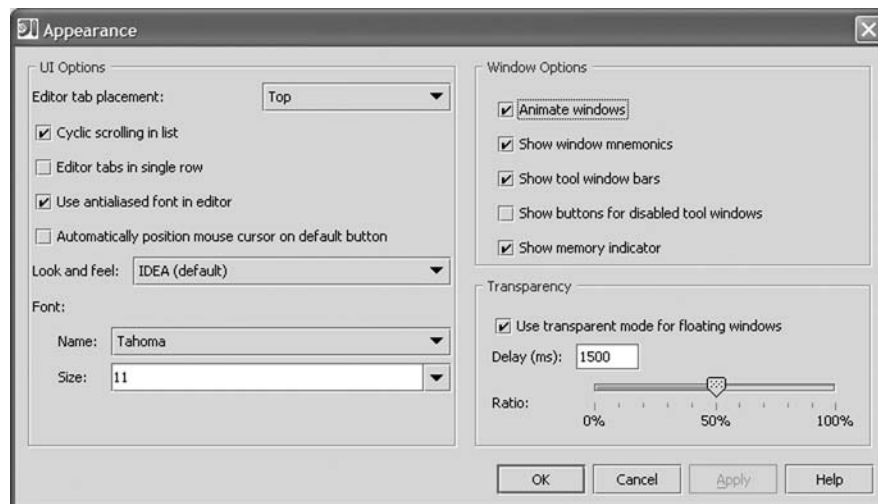 Appearance
UI Options
Editor tab placement: Top
Cyclic scrolling in list
Editor tabs in single row
Use antialiased font in editor
Automatically position mouse cursor on default button
Look and feel: IDEA (default)
Font:
Name: Tahoma
Size: 11
Window Options
Animate windows
Show window mnemonics
Show tool window bars
Show buttons for disabled tool windows
Show memory indicator
Transparency
Use transparent mode for floating windows
Delay (ms): 1500
Ratio:
0% 50% 100%
OK Cancel Apply Help